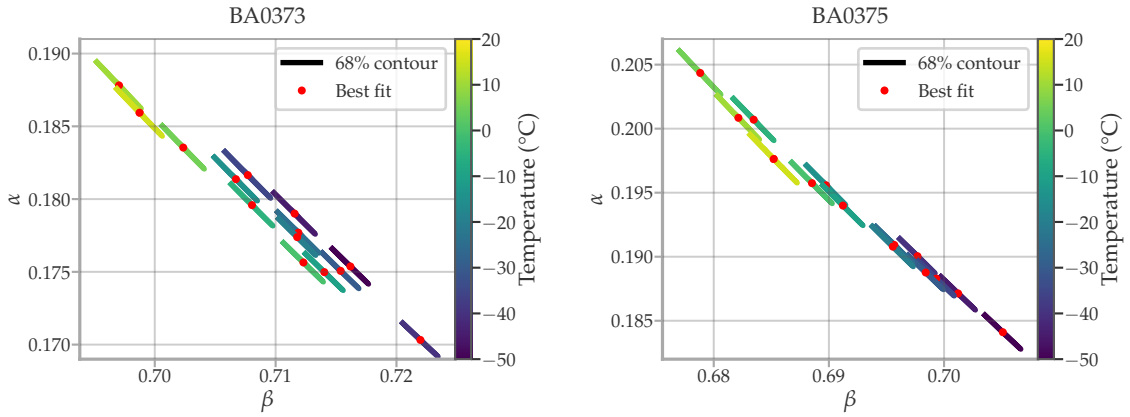 BA0373
0.190
0.185
0.180
0.175
0.170
α
0.70
0.71
0.72
β
68% contour
Best fit
20
10
0
−10
−20
−30
−40
−50
Temperature (°C)
BA0375
0.205
0.200
0.195
0.190
0.185
α
0.68
0.69
0.70
β
68% contour
Best fit
20
10
0
−10
−20
−30
−40
−50
Temperature (°C)